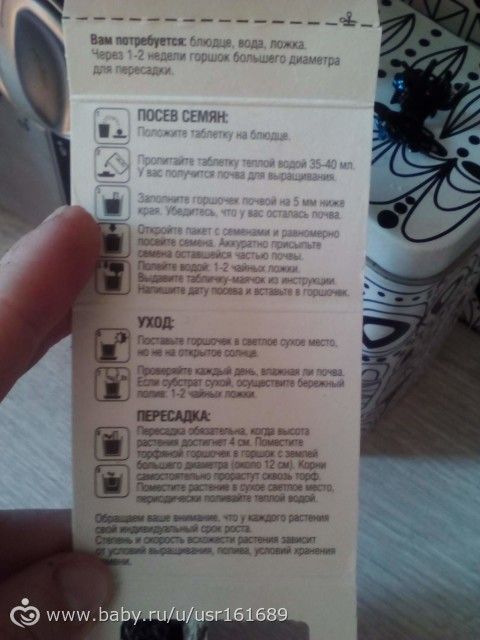 Вам потребуется: блюдце, вода, ложка.
Через 1-2 недели горшок большего диаметра
для пересадки.
ПОСЕВ СЕМЯН:
Положите таблетку на блюдце.
Пропитайте таблетку теплой водой 35-40 мл.
У вас получится почва для выращивания.
Заполните горшочек почвой на 5 мм ниже
края. Убедитесь, что у вас осталась почва.
Откройте пакет с семенами и равномерно
посейте семена. Аккуратно присыпьте
семена оставшейся частью почвы.
Полейте водой: 1-2 чайных ложки.
Выдавите табличку-маячок из инструкции.
Напишите дату посева и вставьте в горшочек.
УХОД:
Поставьте горшочек в светлое сухое место,
но не на открытое солнце.
Проверяйте каждый день, влажная ли почва.
Если субстрат сухой, осуществите бережный
полив: 1-2 чайных ложки.
ПЕРЕСАДКА:
Пересадка обязательна, когда высота
растения достигнет 4 см. Поместите
торфяной горшочек в горшок с землей
большего диаметра (около 12 см). Корни
самостоятельно прорастут сквозь торф.
Поместите растение в сухое светлое место,
периодически поливайте теплой водой.
Обращаем ваше внимание, что у каждого растения
свой индивидуальный срок роста.
Степень и скорость всхожести растения зависит
от условий выращивания, полива, условий хранения
семени.
www.baby.ru/u/usr161689